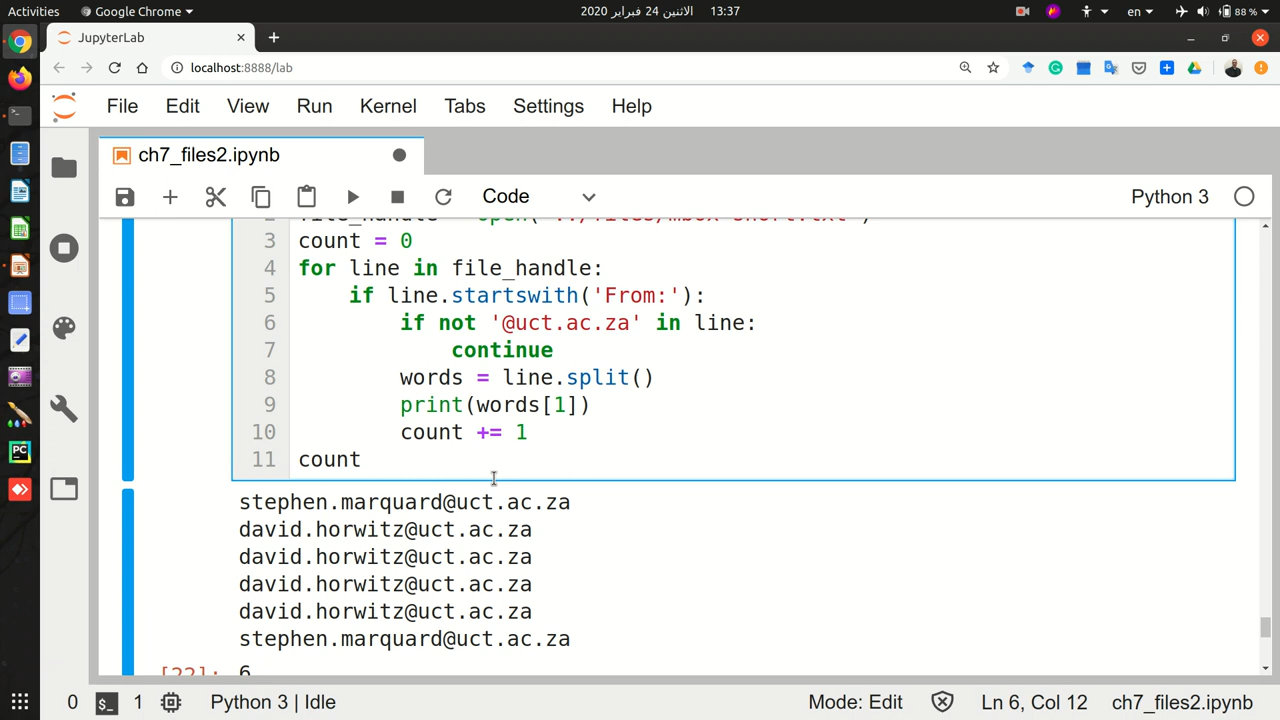 Activities
Google Chrome
الاثنين 24 فبراير 2020 13:37
en
88 %
JupyterLab
localhost:8888/lab
File Edit View Run Kernel Tabs Settings Help
ch7_files2.ipynb
Code
Python 3
3 count = 0
4 for line in file_handle:
5 if line.startswith('From:'):
6 if not '@uct.ac.za' in line:
7 continue
8 words = line.split()
9 print(words[1])
10 count += 1
11 count
stephen.marquard@uct.ac.za
david.horwitz@uct.ac.za
david.horwitz@uct.ac.za
david.horwitz@uct.ac.za
david.horwitz@uct.ac.za
stephen.marquard@uct.ac.za
[22]: 6
0 $_ 1 Python 3 | Idle Mode: Edit Ln 6, Col 12 ch7_files2.ipynb